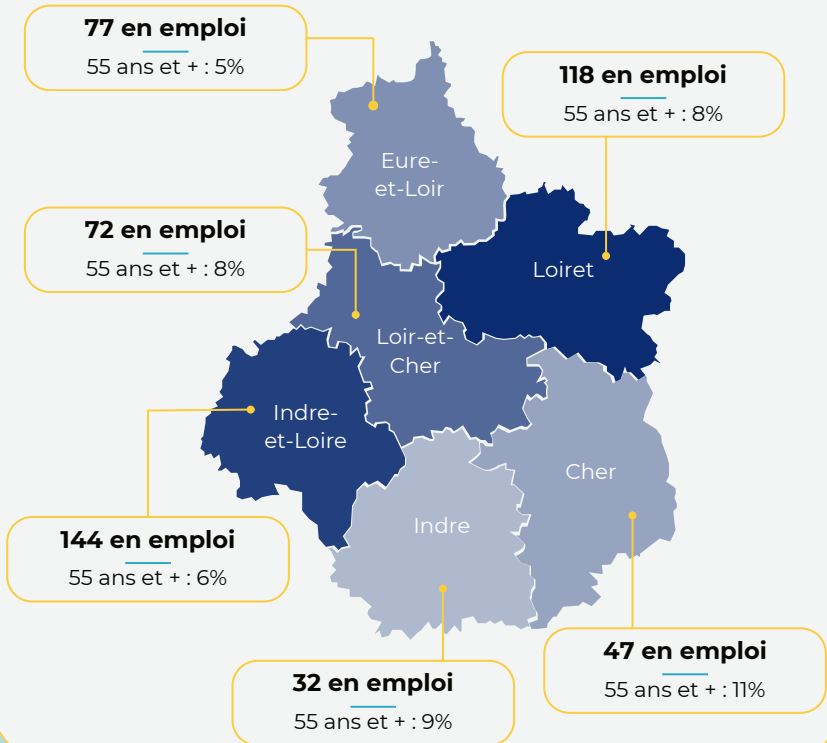 77 en emploi
55 ans et + : 5%
118 en emploi
55 ans et + : 8%
Eure-
et-Loir
72 en emploi
55 ans et + : 8%
Loiret
Loir-et-
Cher
Indre-
et-Loire
Cher
Indre
144 en emploi
55 ans et + : 6%
47 en emploi
55 ans et + : 11%
32 en emploi
55 ans et + : 9%